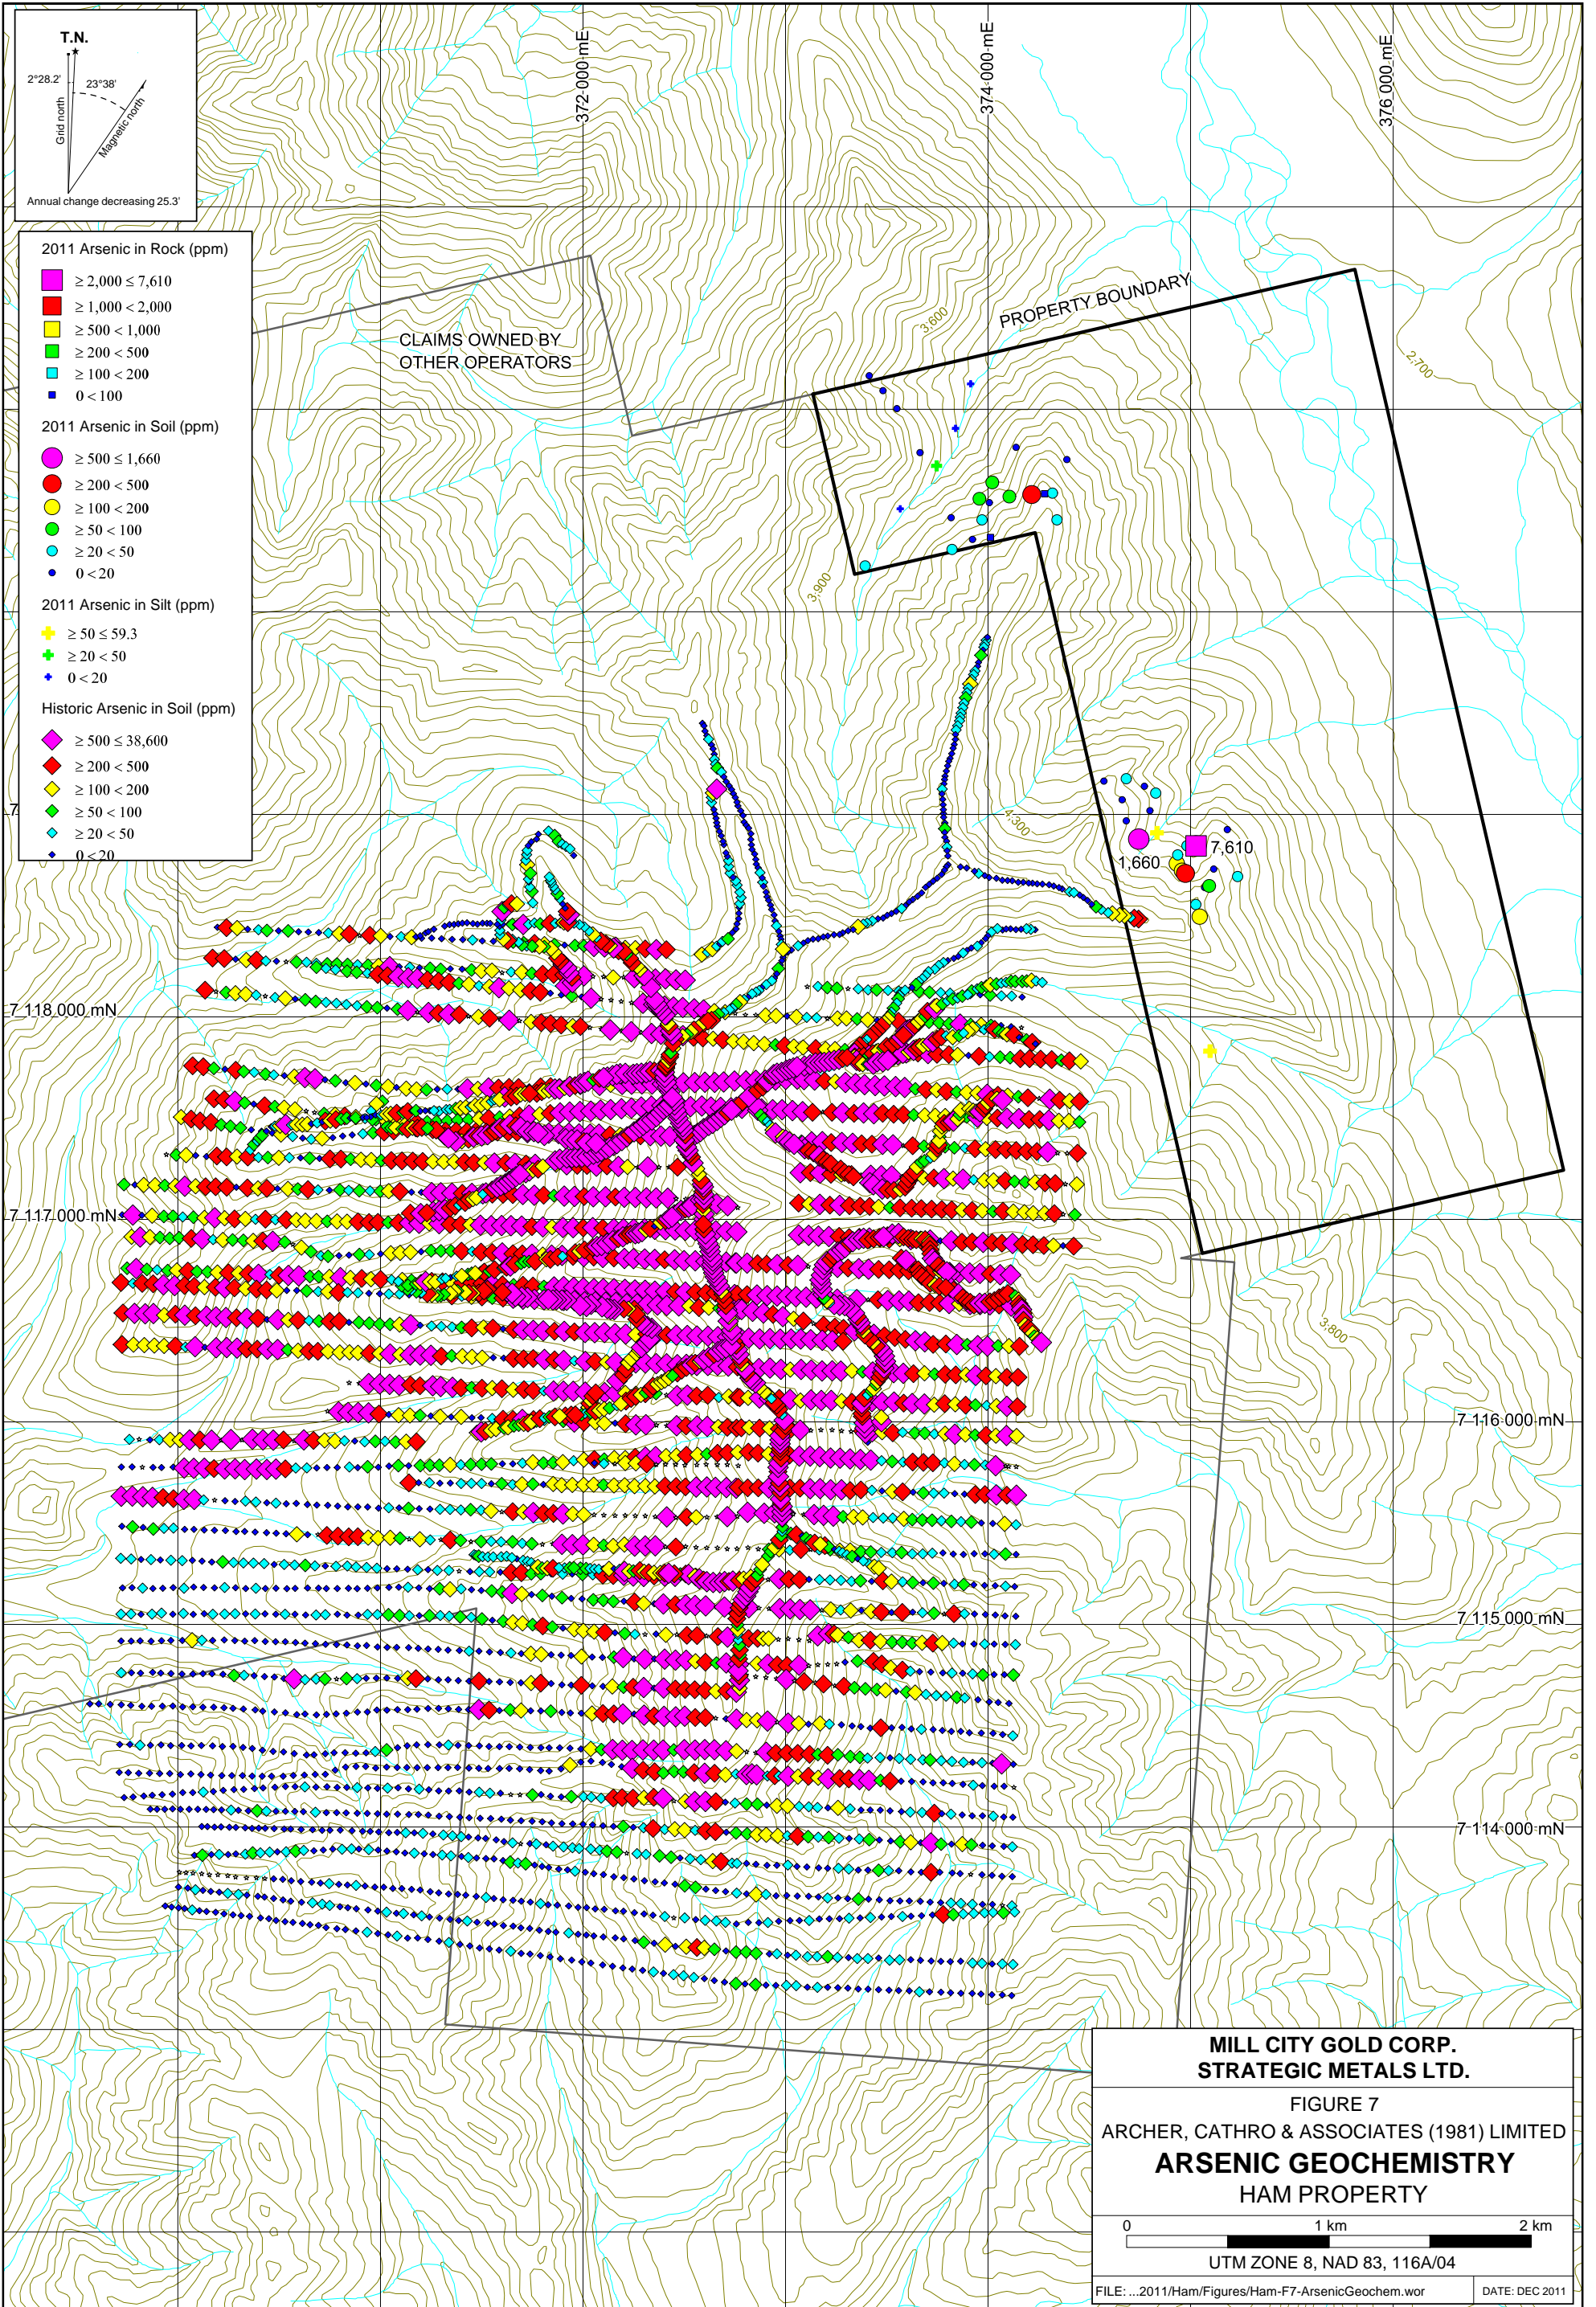 T.N.
2°28.2'
23°38'
Grid north
Magnetic north
Annual change decreasing 25.3'
372 000 mE
374 000 mE
376 000 mE
2011 Arsenic in Rock (ppm)
≥ 2,000 ≤ 7,610
≥ 1,000 < 2,000
≥ 500 < 1,000
≥ 200 < 500
≥ 100 < 200
0 < 100
2011 Arsenic in Soil (ppm)
≥ 500 ≤ 1,660
≥ 200 < 500
≥ 100 < 200
≥ 50 < 100
≥ 20 < 50
0 < 20
2011 Arsenic in Silt (ppm)
≥ 50 ≤ 59.3
≥ 20 < 50
0 < 20
Historic Arsenic in Soil (ppm)
≥ 500 ≤ 38,600
≥ 200 < 500
≥ 100 < 200
≥ 50 < 100
≥ 20 < 50
0 < 20
CLAIMS OWNED BY
OTHER OPERATORS
PROPERTY BOUNDARY
3,600
2,700
3,900
4,300
7,610
1,660
7
7 118 000 mN
7 117 000 mN
3,800
7 116 000 mN
7 115 000 mN
7 114 000 mN
MILL CITY GOLD CORP.
STRATEGIC METALS LTD.
FIGURE 7
ARCHER, CATHRO & ASSOCIATES (1981) LIMITED
ARSENIC GEOCHEMISTRY
HAM PROPERTY
0 1 km 2 km
UTM ZONE 8, NAD 83, 116A/04
FILE: ...2011/Ham/Figures/Ham-F7-ArsenicGeochem.wor
DATE: DEC 2011